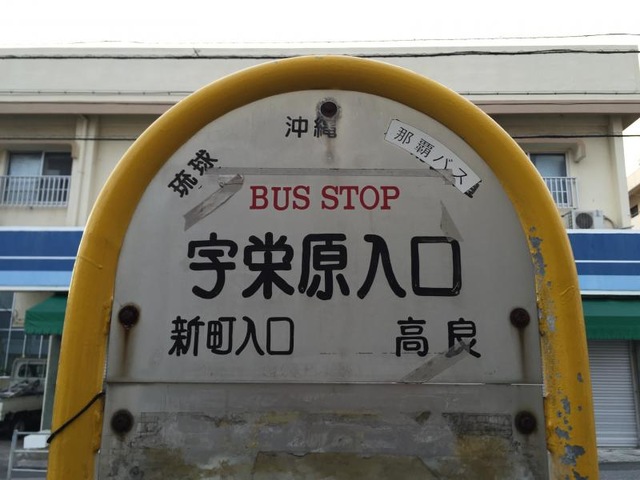 沖縄
琉球
那覇バス
BUS STOP
宇栄原入口
新町入口 高良